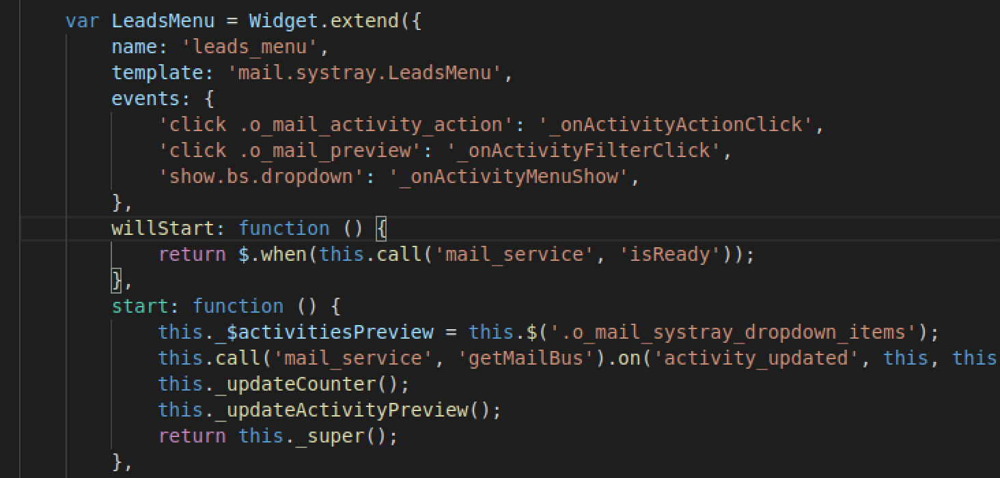 var LeadsMenu = Widget.extend({
name: 'leads_menu',
template: 'mail.systray.LeadsMenu',
events: {
'click .o_mail_activity_action': '_onActivityActionClick',
'click .o_mail_preview': '_onActivityFilterClick',
'show.bs.dropdown': '_onActivityMenuShow',
},
willStart: function () {
return $.when(this.call('mail_service', 'isReady'));
},
start: function () {
this._$activitiesPreview = this.$('.o_mail_systray_dropdown_items');
this.call('mail_service', 'getMailBus').on('activity_updated', this, this
this._updateCounter();
this._updateActivityPreview();
return this._super();
},